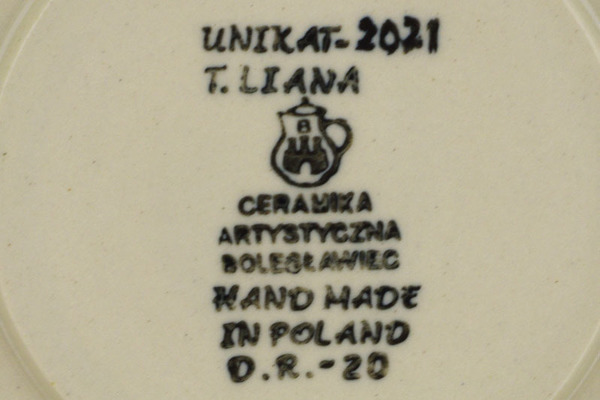 UNIKAT-2021
T. LIANA
B
CERAMIKA
ARTYSTYCZNA
BOLESŁAWIEC
HAND MADE
IN POLAND
D.R.-20